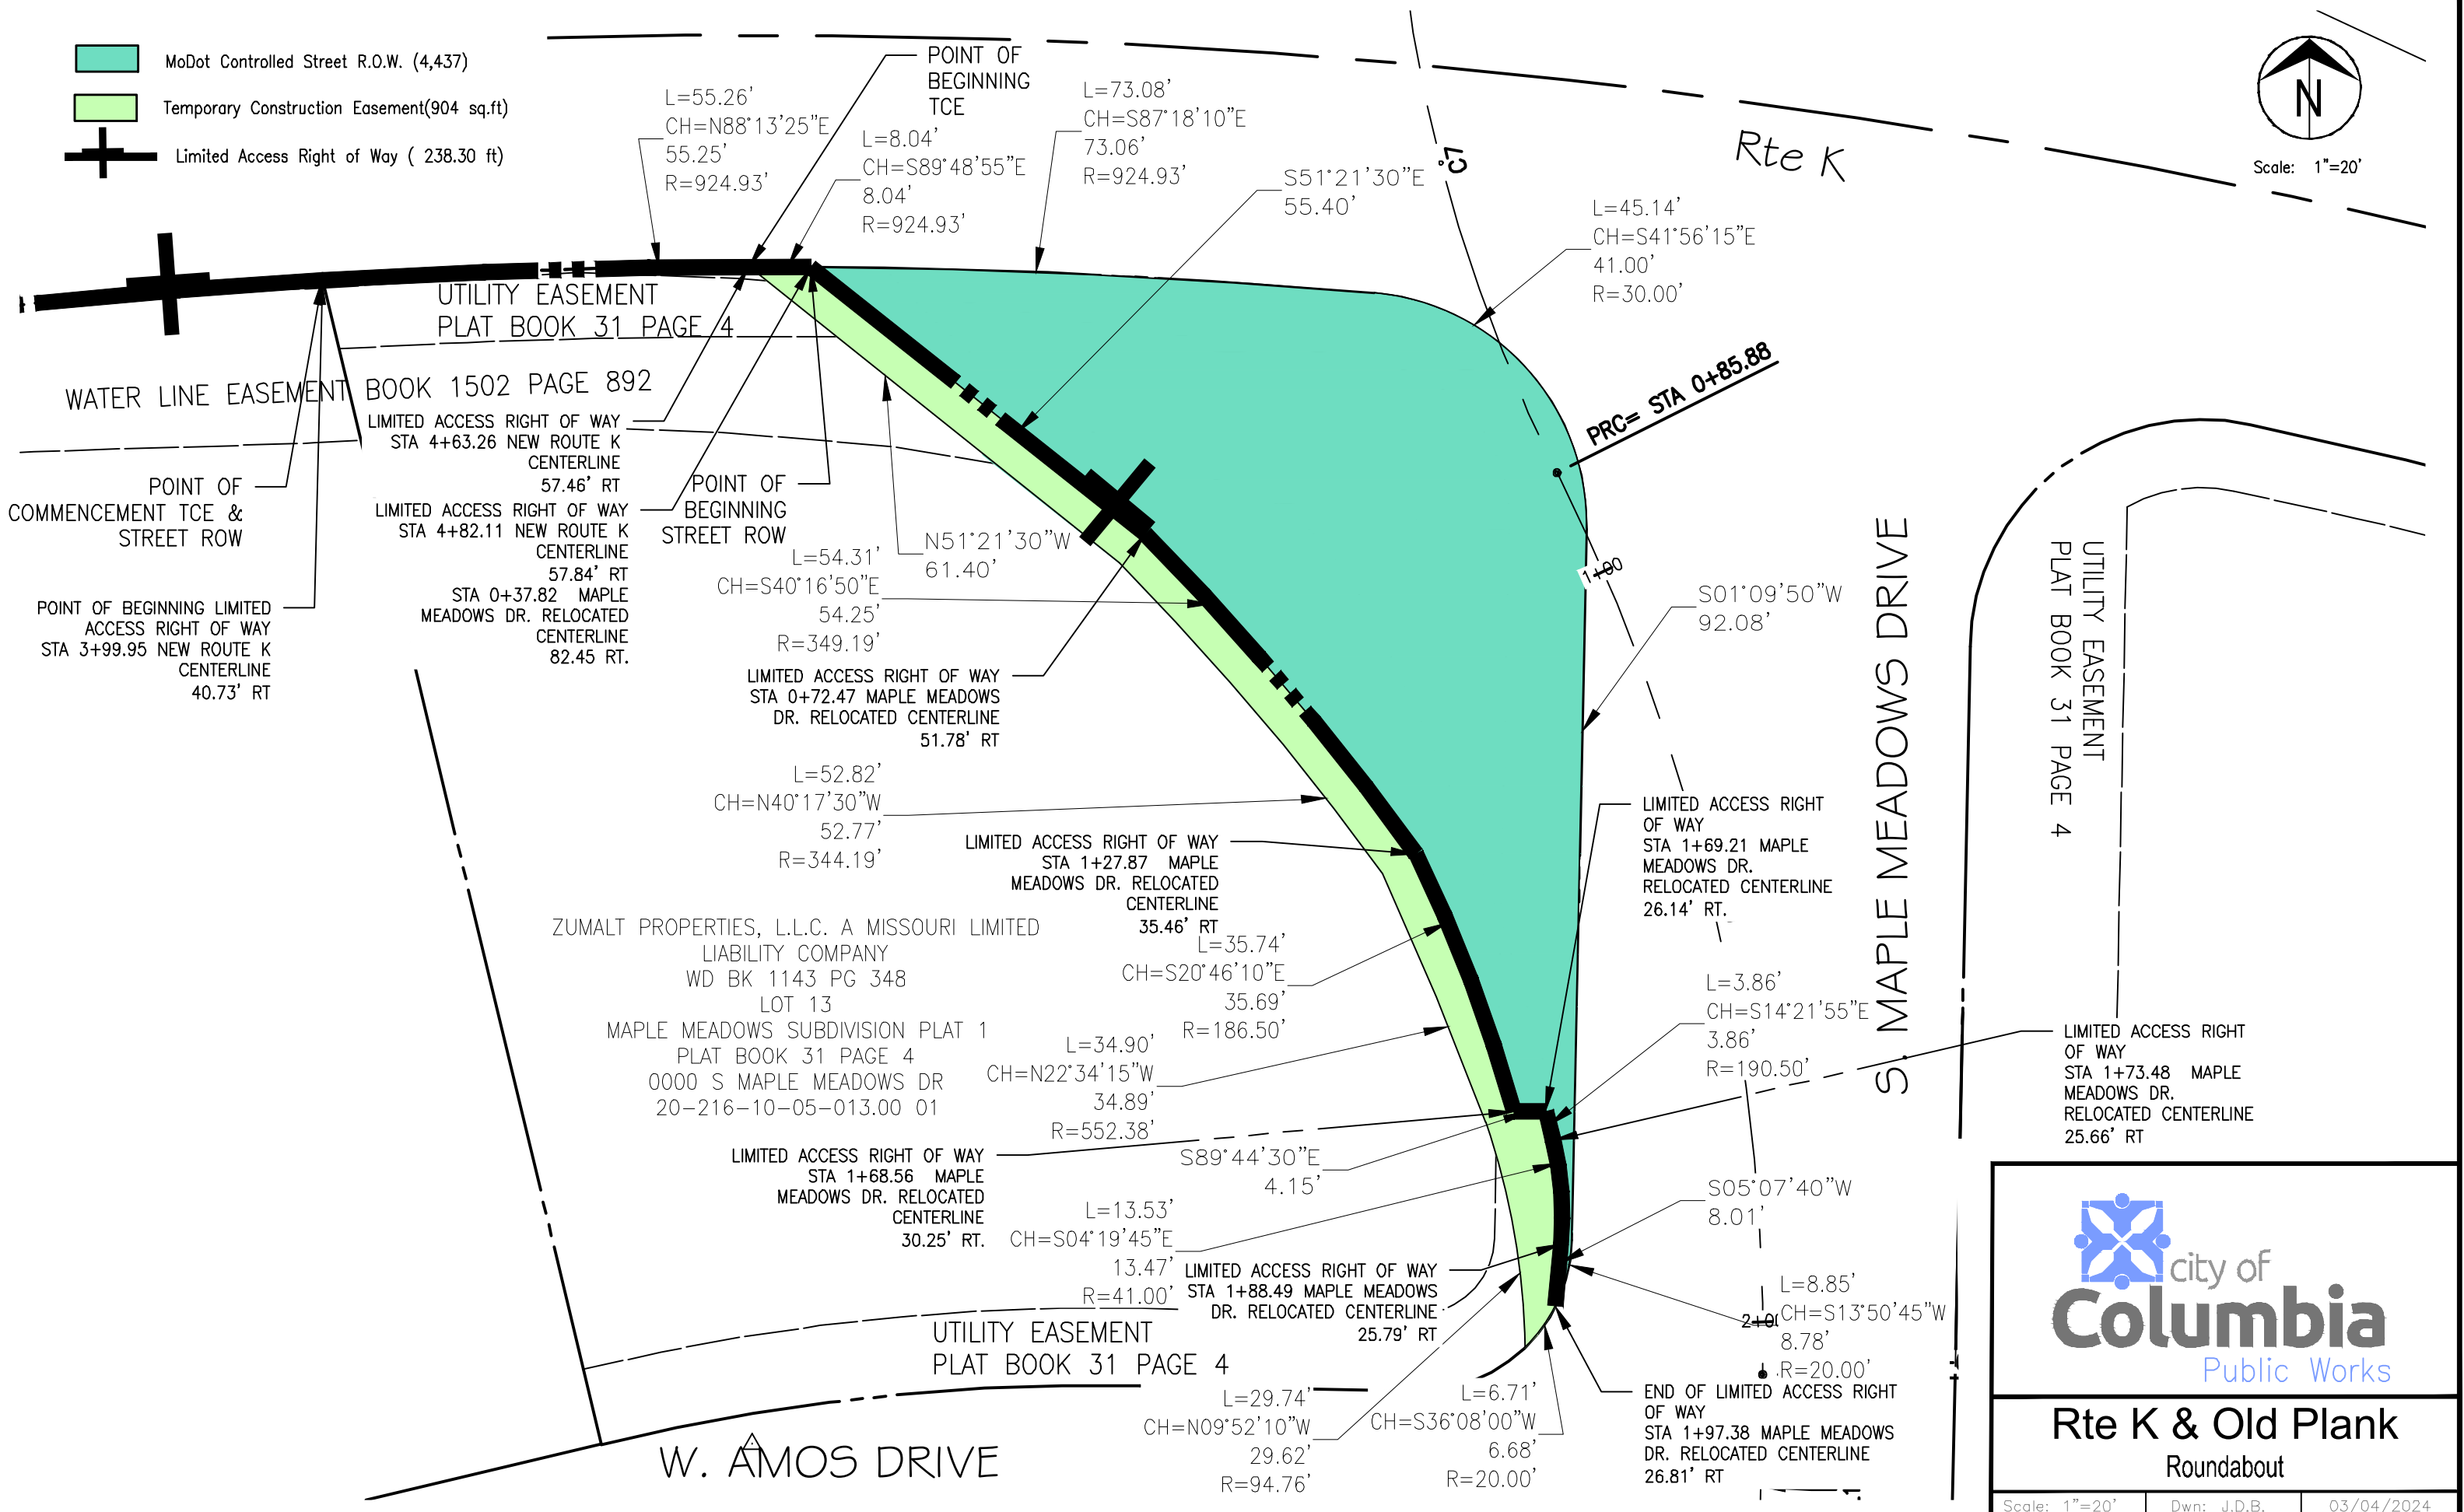 MoDot Controlled Street R.O.W. (4,437)
Temporary Construction Easement(904 sq.ft)
Limited Access Right of Way ( 238.30 ft)
L=55.26'
CH=N88°13'25"E
55.25'
R=924.93'
POINT OF
BEGINNING
TCE
L=8.04'
CH=S89°48'55"E
8.04'
R=924.93'
L=73.08'
CH=S87°18'10"E
73.06'
R=924.93'
S51°21'30"E
55.40'
Rte K
L=45.14'
CH=S41°56'15"E
41.00'
R=30.00'
N
Scale: 1"=20'
UTILITY EASEMENT
PLAT BOOK 31 PAGE 4
WATER LINE EASEMENT BOOK 1502 PAGE 892
LIMITED ACCESS RIGHT OF WAY
STA 4+63.26 NEW ROUTE K
CENTERLINE
57.46' RT
POINT OF
COMMENCEMENT TCE &
STREET ROW
LIMITED ACCESS RIGHT OF WAY
STA 4+82.11 NEW ROUTE K
CENTERLINE
57.84' RT
STA 0+37.82 MAPLE
MEADOWS DR. RELOCATED
CENTERLINE
82.45 RT.
POINT OF
BEGINNING
STREET ROW
POINT OF BEGINNING LIMITED
ACCESS RIGHT OF WAY
STA 3+99.95 NEW ROUTE K
CENTERLINE
40.73' RT
N51°21'30"W
61.40'
L=54.31'
CH=S40°16'50"E
54.25'
R=349.19'
LIMITED ACCESS RIGHT OF WAY
STA 0+72.47 MAPLE MEADOWS
DR. RELOCATED CENTERLINE
51.78' RT
PRC= STA 0+85.88
1+00
S01°09'50"W
92.08'
S. MAPLE MEADOWS DRIVE
UTILITY EASEMENT
PLAT BOOK 31 PAGE 4
L=52.82'
CH=N40°17'30"W
52.77'
R=344.19'
LIMITED ACCESS RIGHT OF WAY
STA 1+27.87 MAPLE
MEADOWS DR. RELOCATED
CENTERLINE
35.46' RT
LIMITED ACCESS RIGHT
OF WAY
STA 1+69.21 MAPLE
MEADOWS DR.
RELOCATED CENTERLINE
26.14' RT.
ZUMALT PROPERTIES, L.L.C. A MISSOURI LIMITED
LIABILITY COMPANY
WD BK 1143 PG 348
LOT 13
MAPLE MEADOWS SUBDIVISION PLAT 1
PLAT BOOK 31 PAGE 4
0000 S MAPLE MEADOWS DR
20-216-10-05-013.00 01
L=35.74'
CH=S20°46'10"E
35.69'
R=186.50'
L=34.90'
CH=N22°34'15"W
34.89'
R=552.38'
L=3.86'
CH=S14°21'55"E
3.86'
R=190.50'
LIMITED ACCESS RIGHT
OF WAY
STA 1+73.48 MAPLE
MEADOWS DR.
RELOCATED CENTERLINE
25.66' RT
LIMITED ACCESS RIGHT OF WAY
STA 1+68.56 MAPLE
MEADOWS DR. RELOCATED
CENTERLINE
30.25' RT.
S89°44'30"E
4.15'
S05°07'40"W
8.01'
L=13.53'
CH=S04°19'45"E
13.47'
R=41.00'
LIMITED ACCESS RIGHT OF WAY
STA 1+88.49 MAPLE MEADOWS
DR. RELOCATED CENTERLINE
25.79' RT
L=8.85'
CH=S13°50'45"W
8.78'
R=20.00'
UTILITY EASEMENT
PLAT BOOK 31 PAGE 4
L=29.74'
CH=N09°52'10"W
29.62'
R=94.76'
L=6.71'
CH=S36°08'00"W
6.68'
R=20.00'
END OF LIMITED ACCESS RIGHT
OF WAY
STA 1+97.38 MAPLE MEADOWS
DR. RELOCATED CENTERLINE
26.81' RT
W. AMOS DRIVE
city of
Columbia
Public Works
Rte K & Old Plank
Roundabout
Scale: 1"=20'
Dwn: J.D.B.
03/04/2024